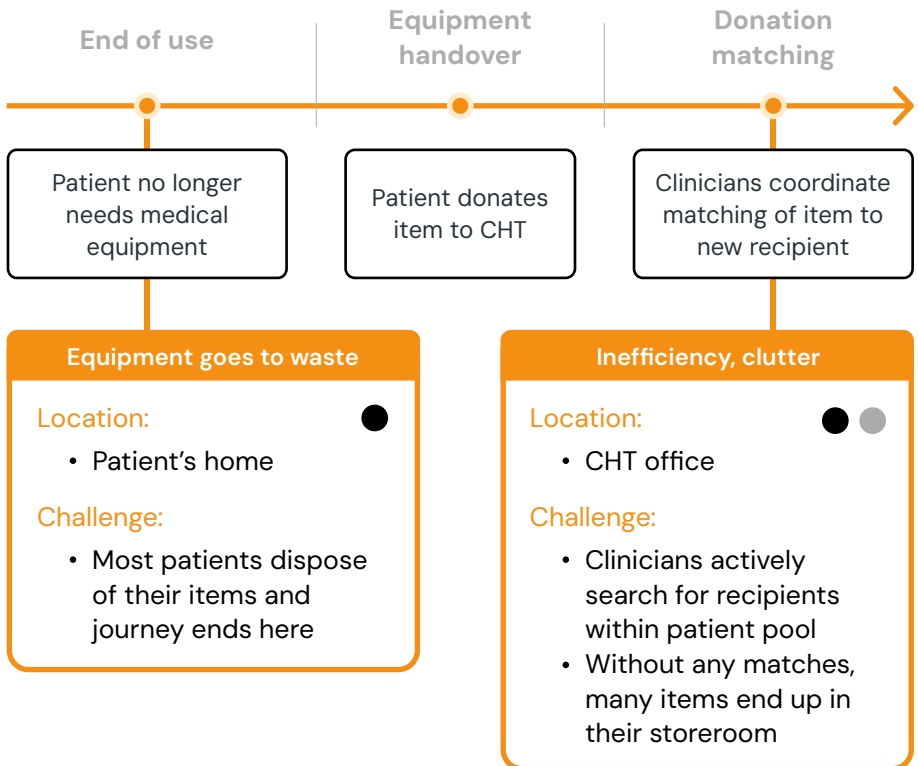 End of use
Equipment
handover
Donation
matching
Patient no longer
needs medical
equipment
Patient donates
item to CHT
Clinicians coordinate
matching of item to
new recipient
Equipment goes to waste
Location:
• Patient’s home
Challenge:
• Most patients dispose
of their items and
journey ends here
Inefficiency, clutter
Location:
• CHT office
Challenge:
• Clinicians actively
search for recipients
within patient pool
• Without any matches,
many items end up in
their storeroom